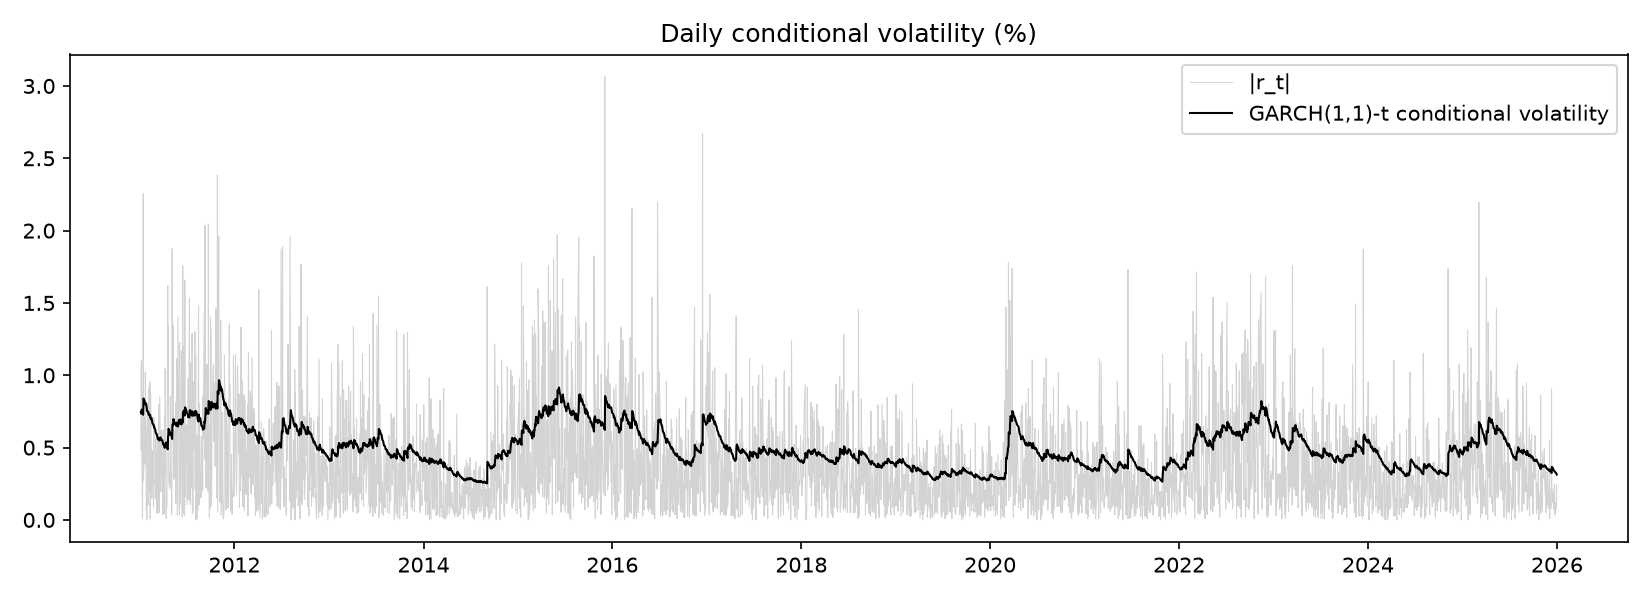 Daily conditional volatility (%)
|r_t|
GARCH(1,1)-t conditional volatility
3.0
2.5
2.0
1.5
1.0
0.5
0.0
2012 2014 2016 2018 2020 2022 2024 2026